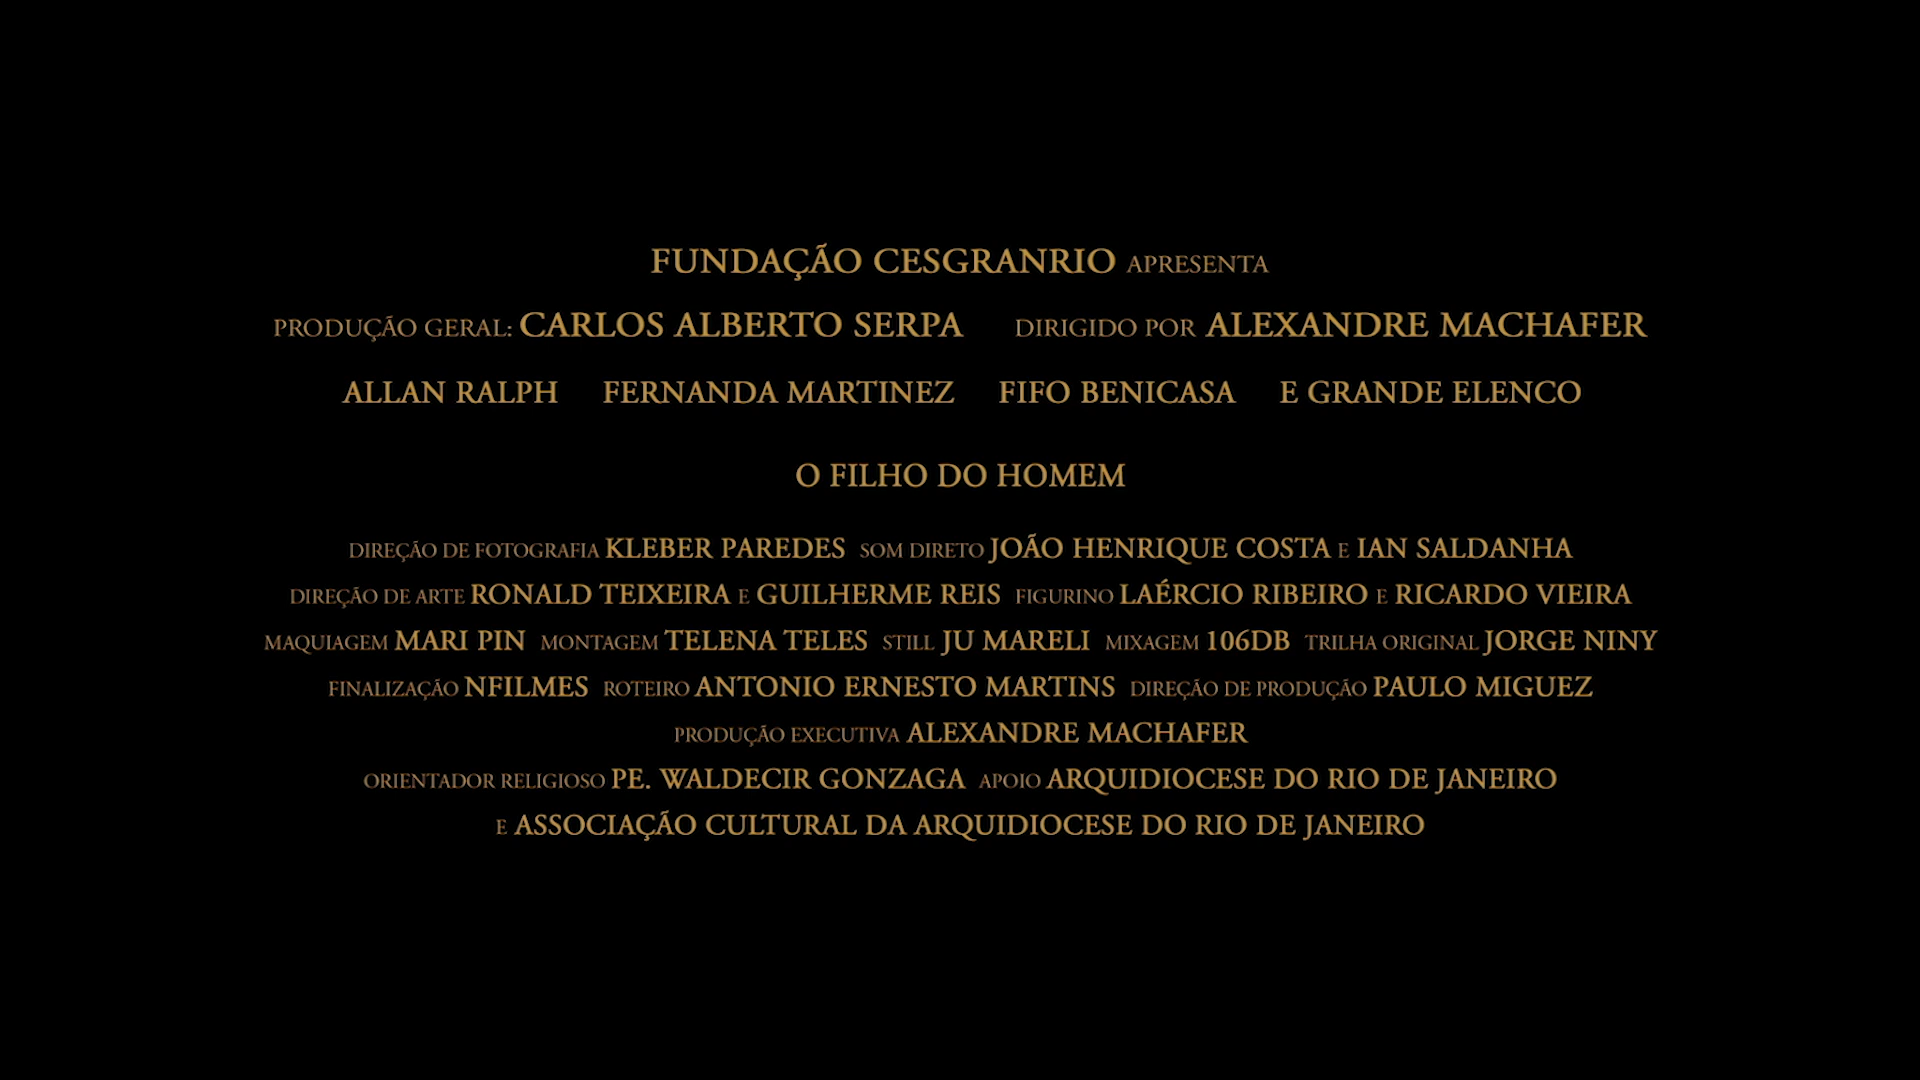 FUNDAÇÃO CESGRANRIO APRESENTA
PRODUÇÃO GERAL: CARLOS ALBERTO SERPA DIRIGIDO POR ALEXANDRE MACHAFER
ALLAN RALPH FERNANDA MARTINEZ FIFO BENICASA E GRANDE ELENCO
O FILHO DO HOMEM
DIREÇÃO DE FOTOGRAFIA KLEBER PAREDES SOM DIRETO JOÃO HENRIQUE COSTA E IAN SALDANHA
DIREÇÃO DE ARTE RONALD TEIXEIRA E GUILHERME REIS FIGURINO LAÉRCIO RIBEIRO E RICARDO VIEIRA
MAQUIAGEM MARI PIN MONTAGEM TELENA TELES STILL JU MARELI MIXAGEM 106DB TRILHA ORIGINAL JORGE NINY
FINALIZAÇÃO NFILMES ROTEIRO ANTONIO ERNESTO MARTINS DIREÇÃO DE PRODUÇÃO PAULO MIGUEZ
PRODUÇÃO EXECUTIVA ALEXANDRE MACHAFER
ORIENTADOR RELIGIOSO PE. WALDECIR GONZAGA APOIO ARQUIDIOCESE DO RIO DE JANEIRO
E ASSOCIAÇÃO CULTURAL DA ARQUIDIOCESE DO RIO DE JANEIRO